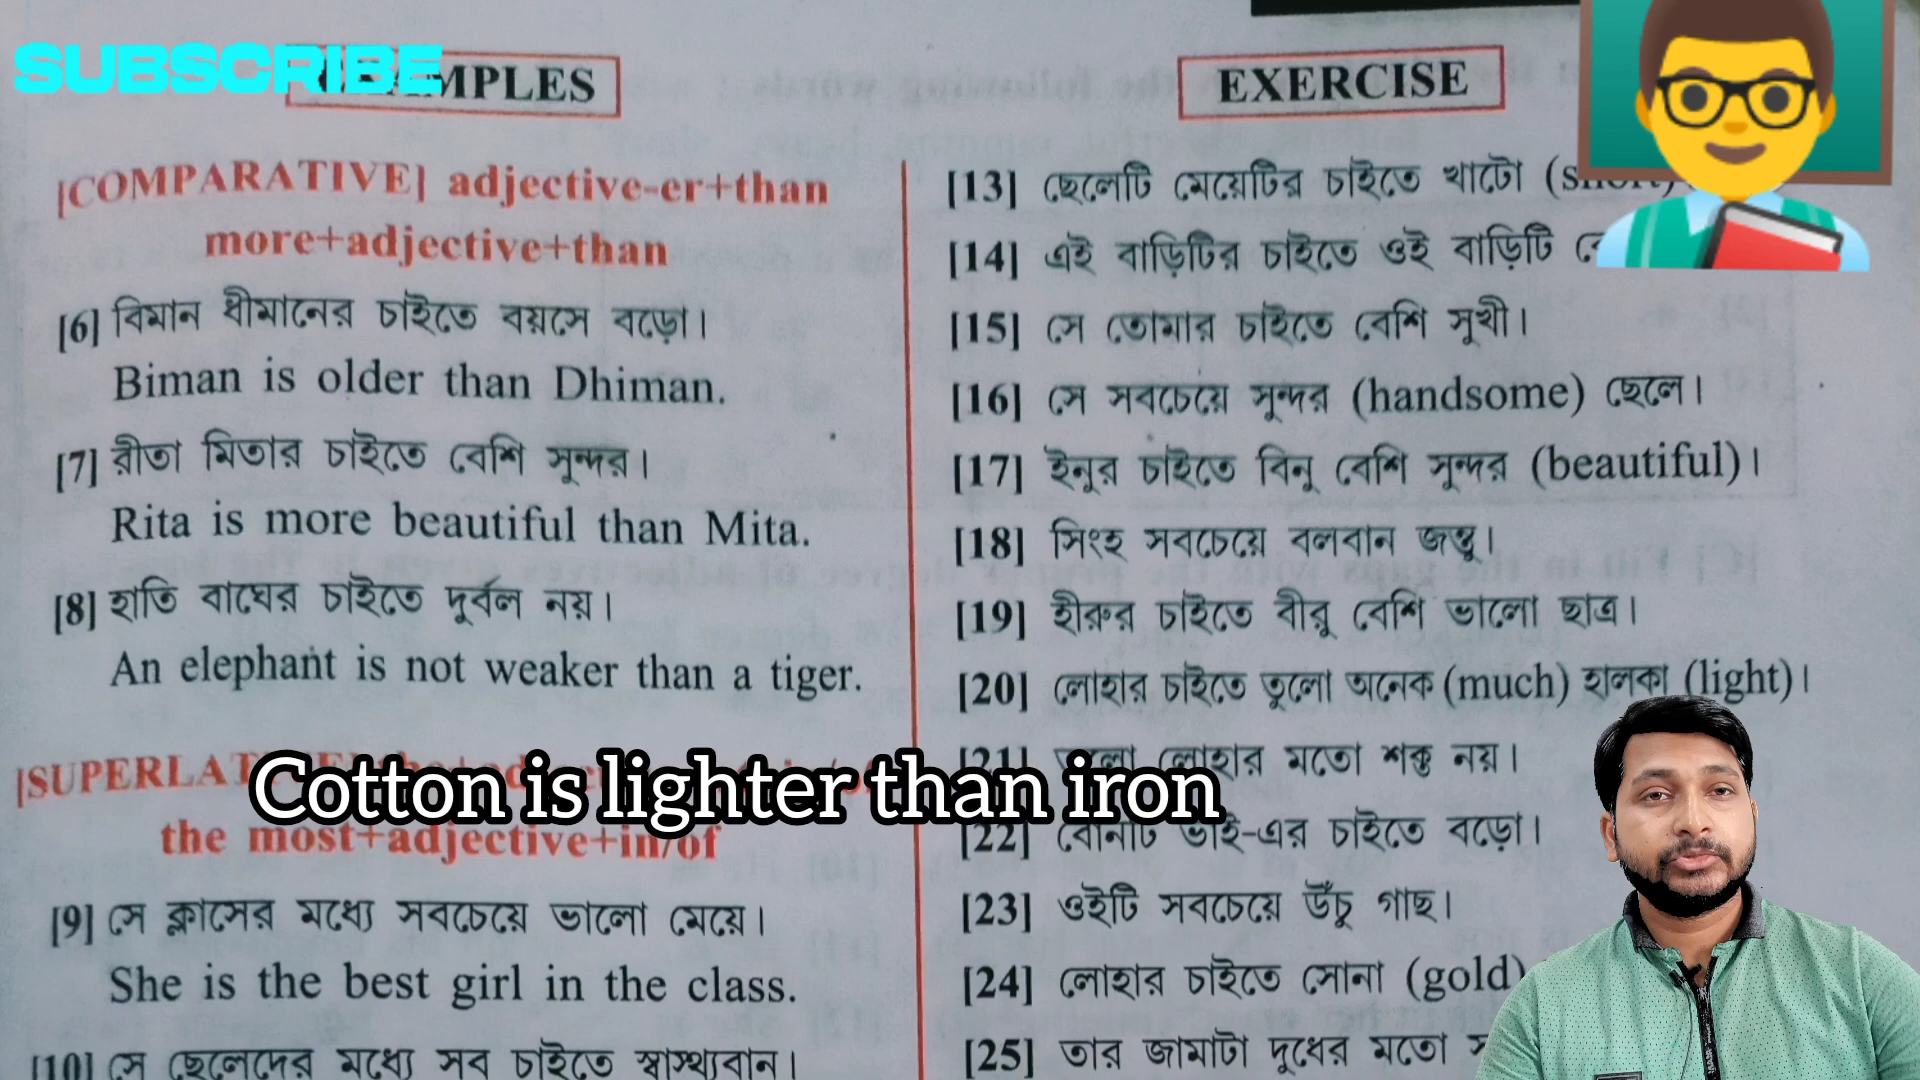 SUBSCRIBE
EXERCISE
[COMPARATIVE] adjective-er+than
more+adjective+than
[6] বিমান ধীমানের চাইতে বয়সে বড়ো।
Biman is older than Dhiman.
[7] রীতা মিতার চাইতে বেশি সুন্দর।
Rita is more beautiful than Mita.
[8] হাতি বাঘের চাইতে দুর্বল নয়।
An elephant is not weaker than a tiger.
the most+adjective+in/of
[9] সে ক্লাসের মধ্যে সবচেয়ে ভালো মেয়ে।
She is the best girl in the class.
[10] সে ছেলেদের মধ্যে সব চাইতে স্বাস্থ্যবান।
[13] ছেলেটি মেয়েটির চাইতে খাটো
[14] এই বাড়িটির চাইতে ওই বাড়িটি
[15] সে তোমার চাইতে বেশি সুখী।
[16] সে সবচেয়ে সুন্দর (handsome) ছেলে।
[17] ইনুর চাইতে বিনু বেশি সুন্দর (beautiful)।
[18] সিংহ সবচেয়ে বলবান জন্তু।
[19] হীরুর চাইতে বীরু বেশি ভালো ছাত্র।
[20] লোহার চাইতে তুলো অনেক (much) হালকা (light)।
[21] লোহার মতো শক্ত নয়।
[22] বোনটি ভাই-এর চাইতে বড়ো।
[23] ওইটি সবচেয়ে উঁচু গাছ।
[24] লোহার চাইতে সোনা (gold)
[25] তার জামাটা দুধের মতো
Cotton is lighter than iron